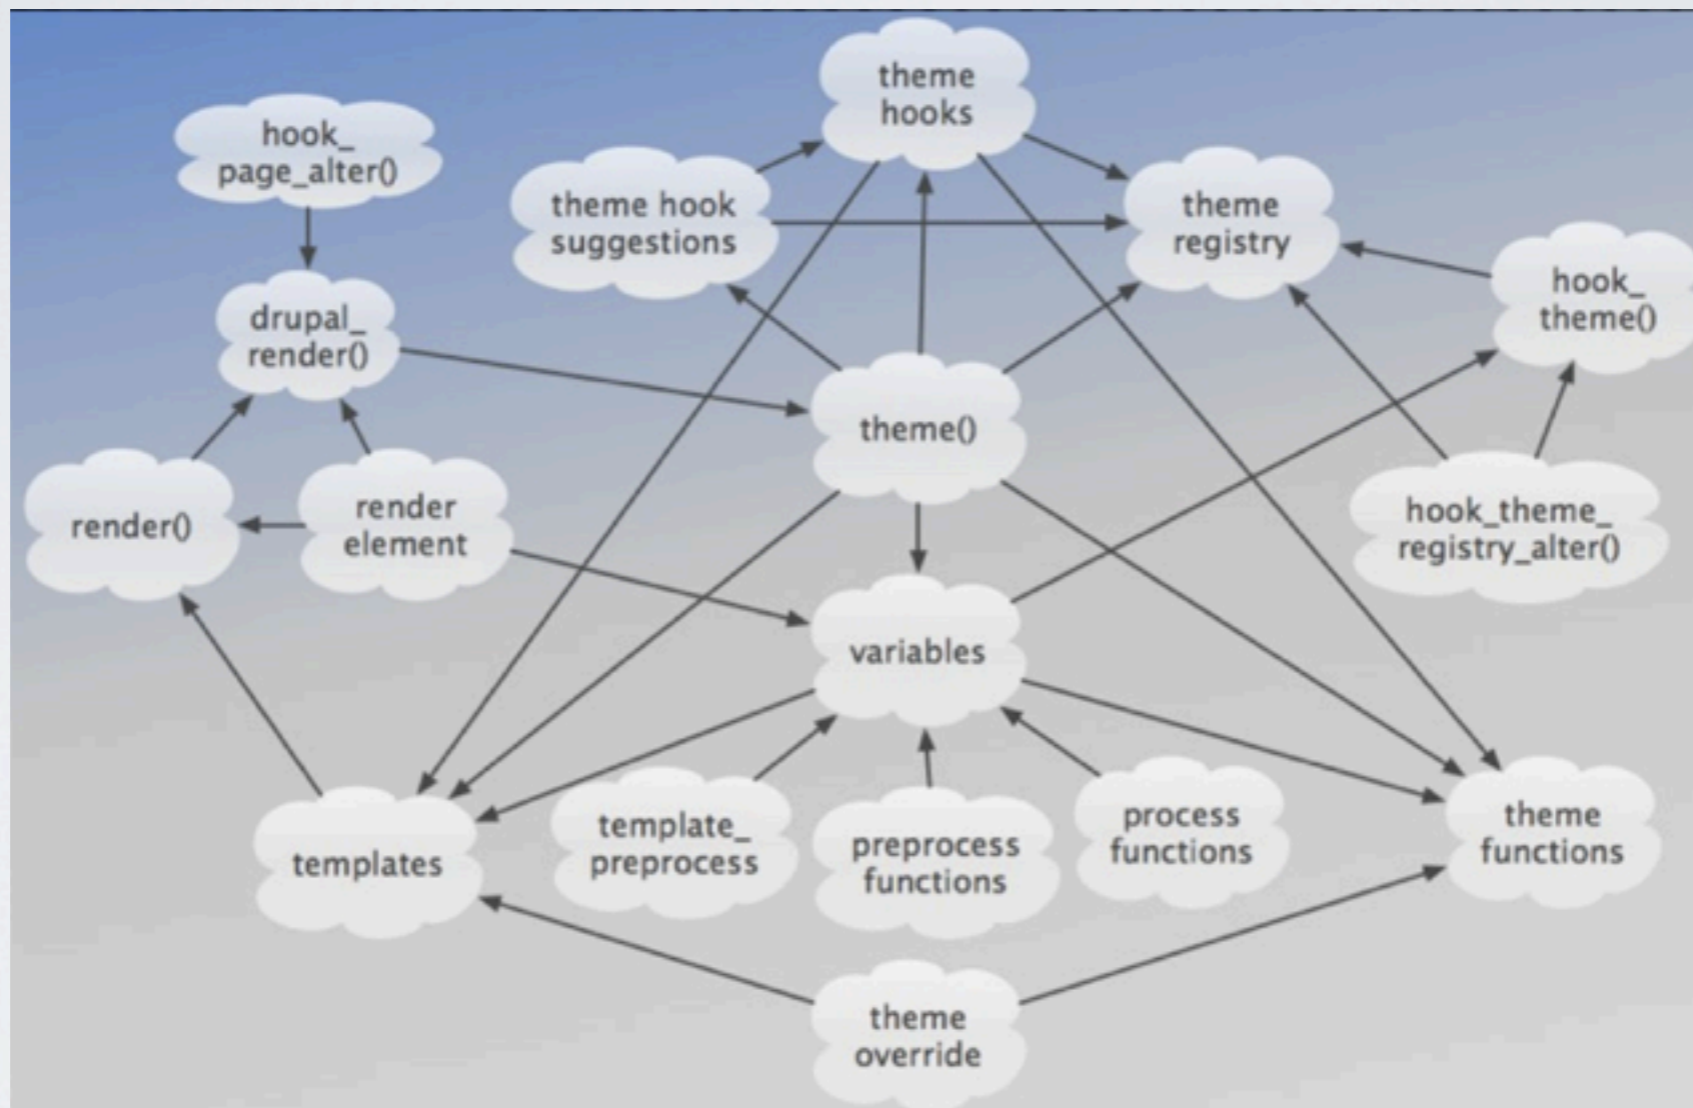 theme
hooks
hook_
page_alter()
theme hook
suggestions
theme
registry
hook_
theme()
drupal_
render()
theme()
render()
render
element
hook_theme_
registry_alter()
variables
templates
template_
preprocess
preprocess
functions
process
functions
theme
functions
theme
override